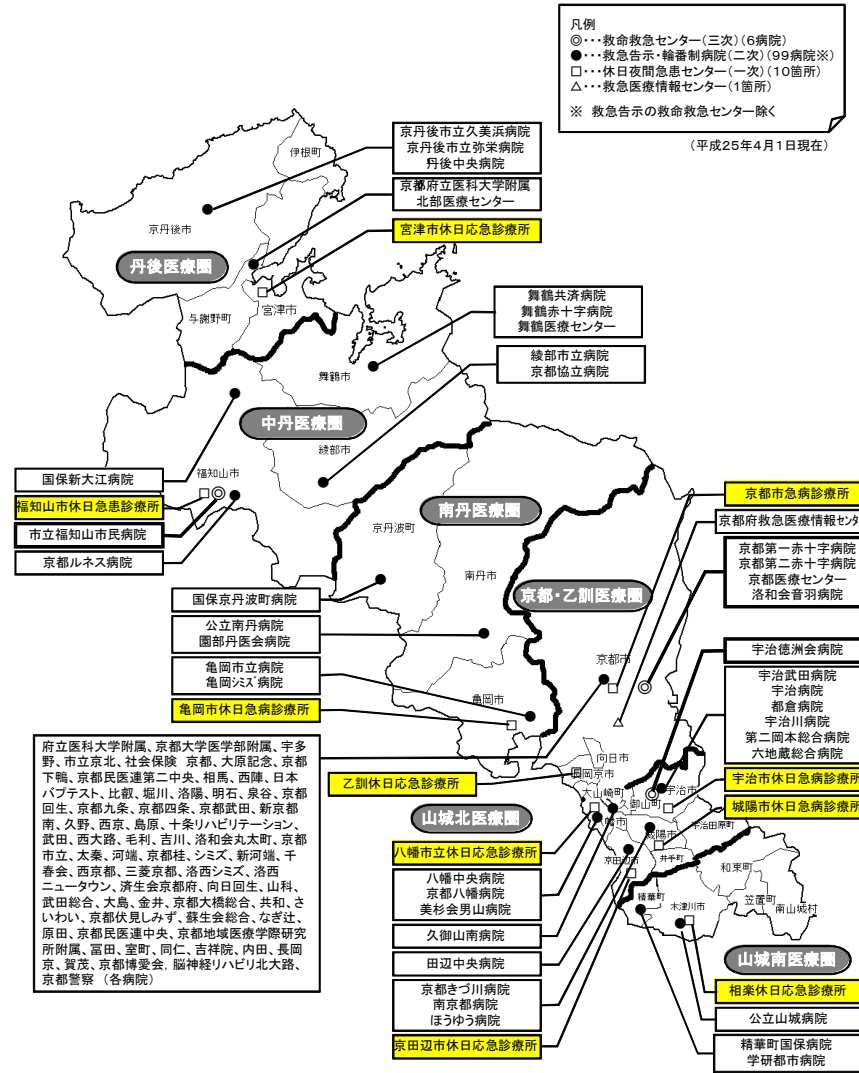 凡例
◎・・・救命救急センター(三次)(6病院)
●・・・救急告示・輪番制病院(二次)(99病院※)
□・・・休日夜間急患センター(一次)(10箇所)
△・・・救急医療情報センター(1箇所)
※ 救急告示の救命救急センター除く
(平成25年4月1日現在)
京丹後市立久美浜病院
京丹後市立弥栄病院
丹後中央病院
京都府立医科大学附属
北部医療センター
宮津市休日応急診療所
伊根町
京丹後市
丹後医療圏
与謝野町
宮津市
舞鶴共済病院
舞鶴赤十字病院
舞鶴医療センター
綾部市立病院
京都協立病院
舞鶴市
中丹医療圏
綾部市
福知山市
国保新大江病院
福知山市休日急患診療所
市立福知山市民病院
京都ルネス病院
南丹医療圏
京丹波町
南丹市
亀岡市
国保京丹波町病院
公立南丹病院
園部丹医会病院
亀岡市立病院
亀岡シミズ病院
亀岡市休日急病診療所
京都・乙訓医療圏
京都市
京都市急病診療所
京都府救急医療情報センタ
京都第一赤十字病院
京都第二赤十字病院
京都医療センター
洛和会音羽病院
宇治徳洲会病院
宇治武田病院
宇治病院
都倉病院
宇治川病院
第二岡本総合病院
六地蔵総合病院
宇治市休日急病診療所
城陽市休日急病診療所
府立医科大学附属、京都大学医学部附属、宇多
野、市立京北、社会保険 京都、大原記念、京都
下鴨、京都民医連第二中央、相馬、西陣、日本
バプテスト、比叡、堀川、洛陽、明石、泉谷、京都
回生、京都九条、京都四条、京都武田、新京都
南、久野、西京、島原、十条リハビリテーション、
武田、西大路、毛利、吉川、洛和会丸太町、京都
市立、太秦、河端、京都桂、シミズ、新河端、千
春会、西京都、三菱京都、洛西シミズ、洛西
ニュータウン、済生会京都府、向日回生、山科、
武田総合、大島、金井、京都大橋総合、共和、さ
いわい、京都伏見しみず、蘇生会総合、なぎ辻、
原田、京都民医連中央、京都地域医療学際研究
所附属、冨田、室町、同仁、吉祥院、内田、長岡
京、賀茂、京都博愛会、脳神経リハビリ北大路、
京都警察 (各病院)
乙訓休日応急診療所
向日市
長岡京市
大山崎町
久御山町
宇治市
八幡市
城陽市
宇治田原町
京田辺市
井手町
山城北医療圏
八幡市立休日応急診療所
八幡中央病院
京都八幡病院
美杉会男山病院
久御山南病院
田辺中央病院
京都きづ川病院
南京都病院
ほうゆう病院
京田辺市休日応急診療所
和束町
精華町
木津川市
笠置町
南山城村
山城南医療圏
相楽休日応急診療所
公立山城病院
精華町国保病院
学研都市病院